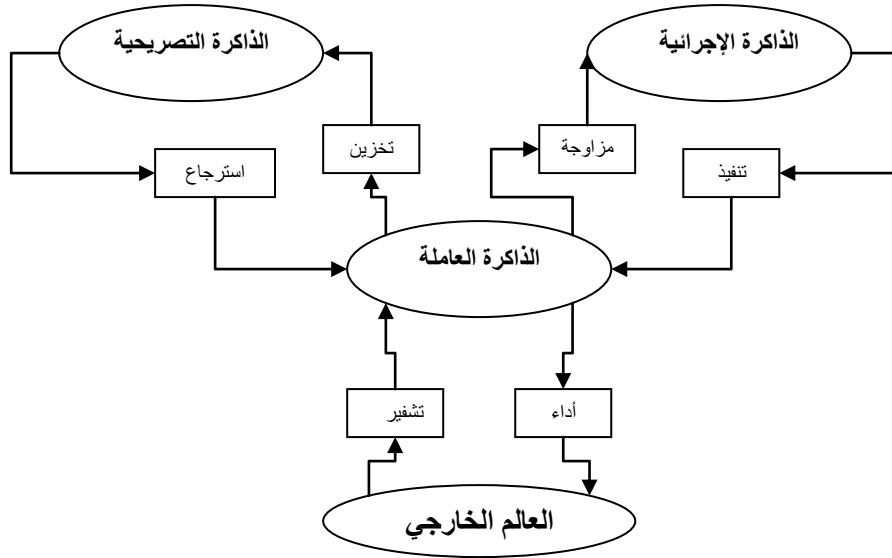 الذاكرة الإجرائية
الذاكرة التصريحية
مزاوجة
تخزين
تنفيذ
استرجاع
الذاكرة العاملة
أداء
تشفير
العالم الخارجي